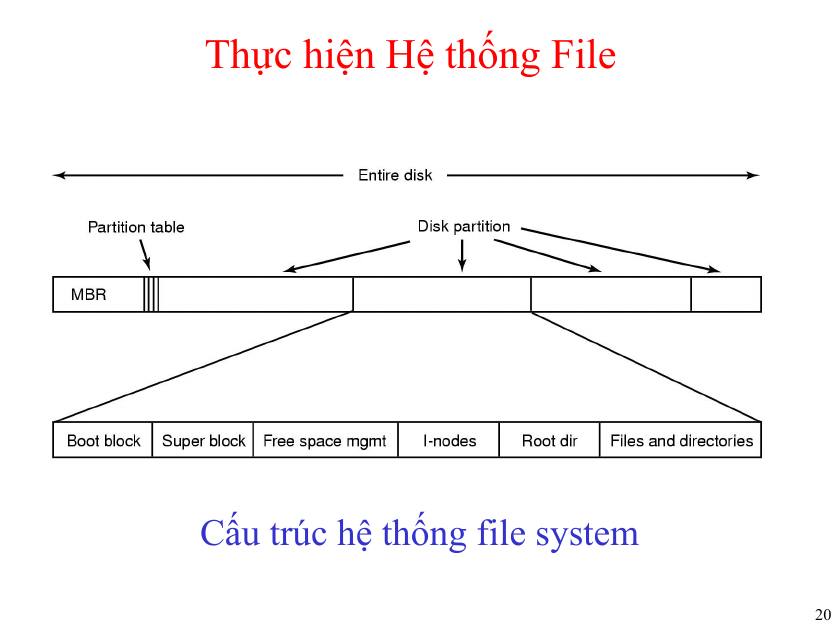 Thực hiện Hệ thống File
Entire disk
Partition table
Disk partition
MBR
Boot block
Super block
Free space mgmt
I-nodes
Root dir
Files and directories
Cấu trúc hệ thống file system
20